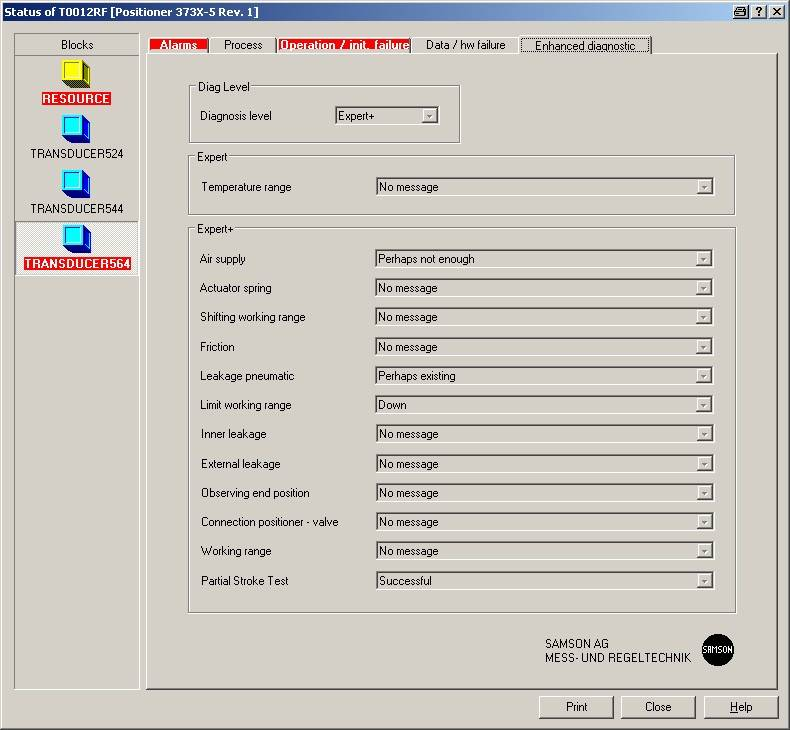 Status of T0012RF [Positioner 373X-5 Rev. 1]
Blocks
RESOURCE
TRANSDUCER524
TRANSDUCER544
TRANSDUCER564
Alarms Process Operation / init. failure Data / hw failure Enhanced diagnostic
Diag Level
Diagnosis level Expert+
Expert
Temperature range No message
Expert+
Air supply Perhaps not enough
Actuator spring No message
Shifting working range No message
Friction No message
Leakage pneumatic Perhaps existing
Limit working range Down
Inner leakage No message
External leakage No message
Observing end position No message
Connection positioner - valve No message
Working range No message
Partial Stroke Test Successful
SAMSON AG
MESS- UND REGELTECHNIK
SAMSON
Print Close Help